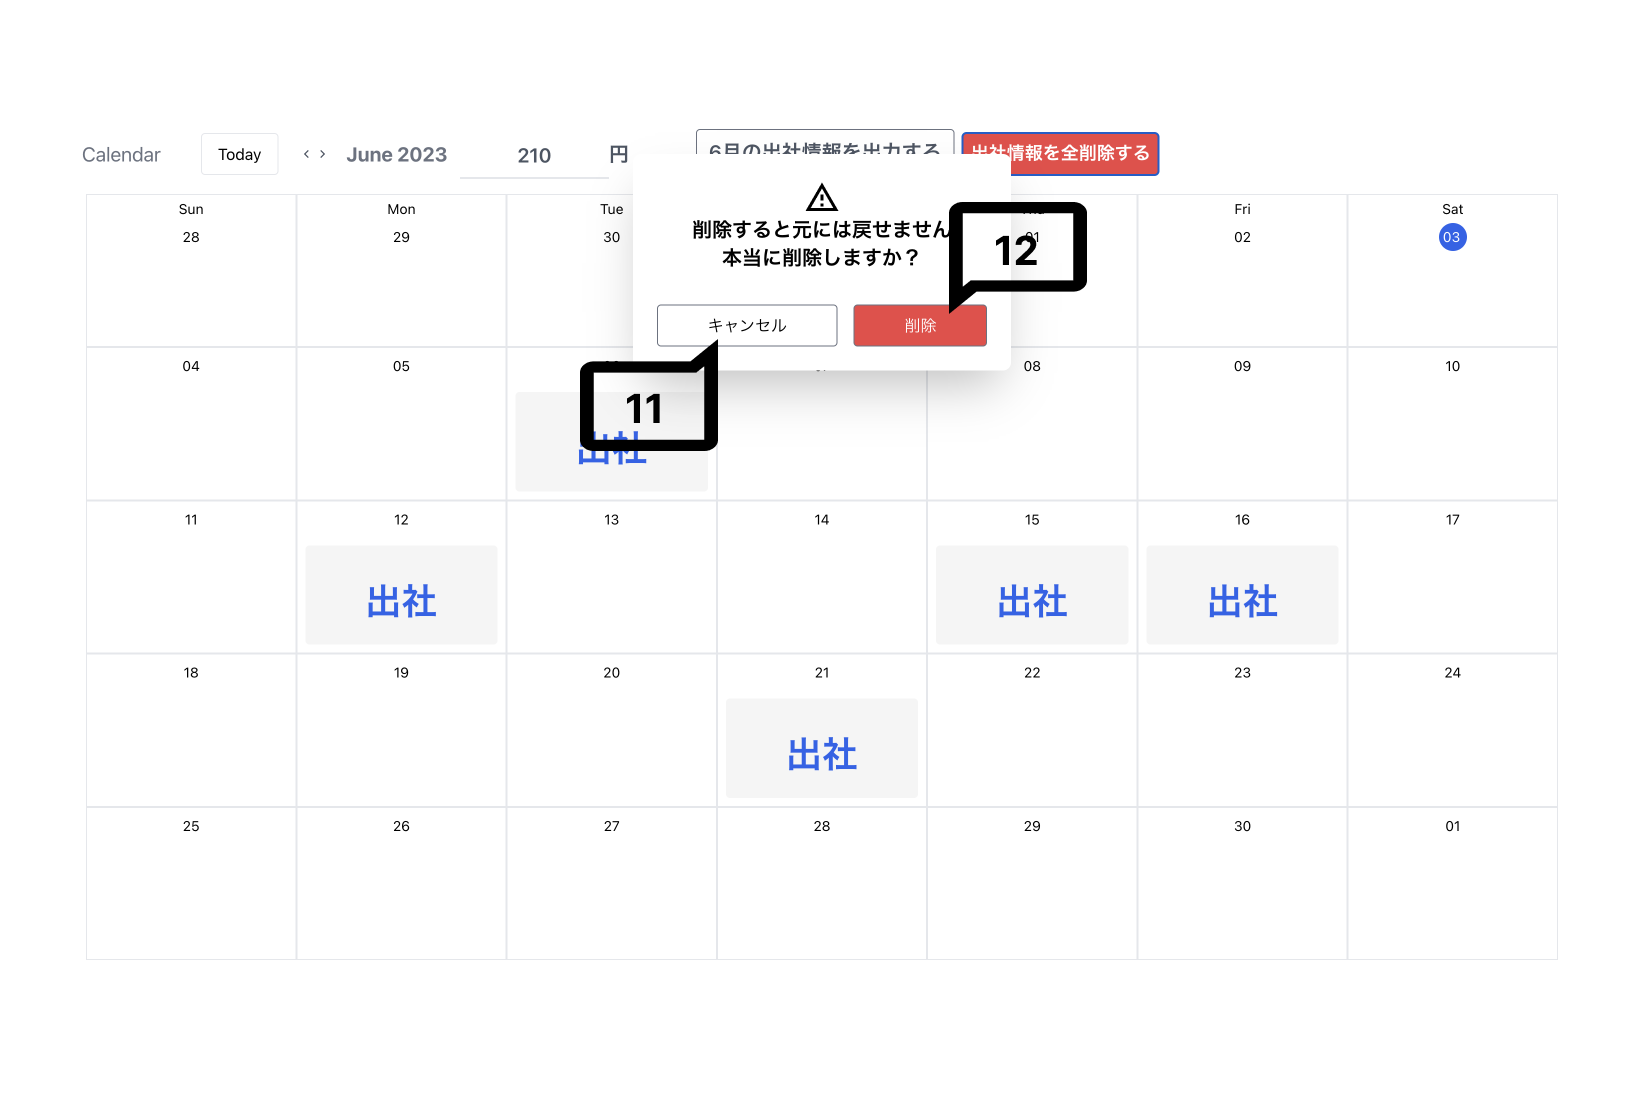 Calendar
Today
< >
June 2023
210
円
6月の出社情報を出力する
出社情報を全削除する
削除すると元には戻せません
本当に削除しますか？
キャンセル
削除
11
12
Sun
Mon
Tue
Fri
Sat
28
29
30
01
02
03
04
05
08
09
10
出社
11
12
13
14
15
16
17
出社
出社
出社
18
19
20
21
22
23
24
出社
25
26
27
28
29
30
01